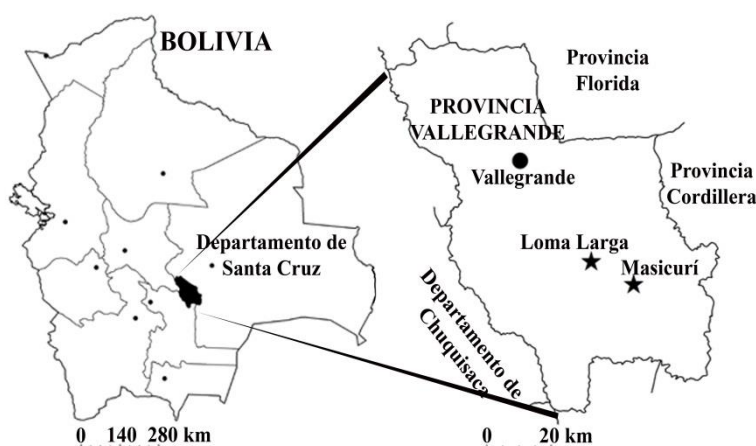 BOLIVIA
Departamento de
Santa Cruz
0 140 280 km
Provincia
Florida
PROVINCIA
VALLEGRANDE
Vallegrande
Provincia
Cordillera
Loma Larga
Masicurí
Departamento de
Chuquisaca
0 20 km